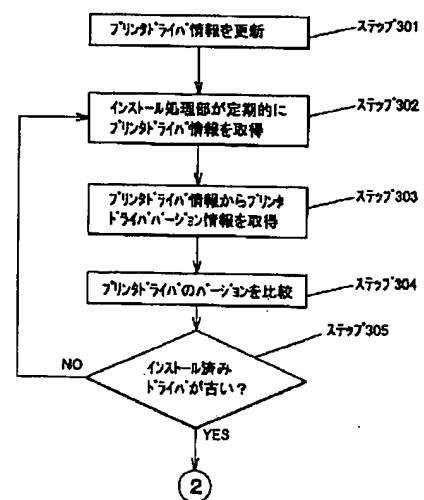 プリンタドライバ情報を更新
ステップ301
インストール処理部が定期的に
プリンタドライバ情報を取得
ステップ302
プリンタドライバ情報からプリンタ
ドライババージョン情報を取得
ステップ303
プリンタドライバのバージョンを比較
ステップ304
ステップ305
インストール済み
ドライバが古い?
NO
YES
2